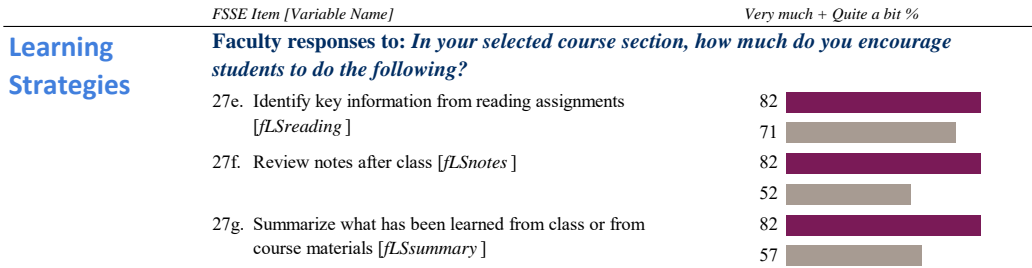 FSSE Item [Variable Name] Very much + Quite a bit %
Learning Strategies
Faculty responses to: In your selected course section, how much do you encourage
students to do the following?
27e. Identify key information from reading assignments 82
[fLSreading ] 71
27f. Review notes after class [fLSnotes ] 82
52
27g. Summarize what has been learned from class or from 82
course materials [fLSsummary ] 57